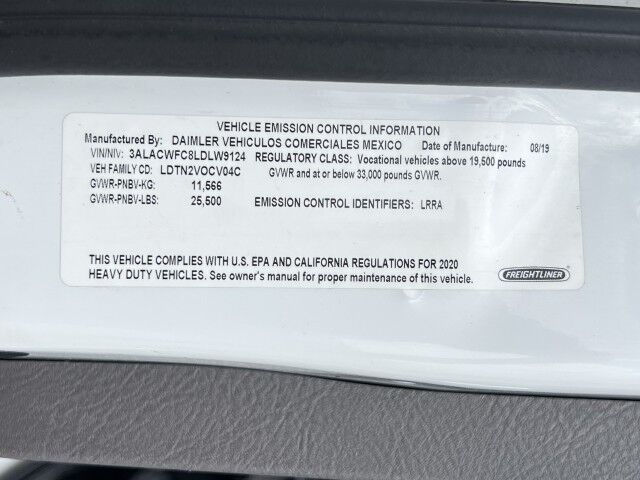 VEHICLE EMISSION CONTROL INFORMATION
Manufactured By: DAIMLER VEHICULOS COMERCIALES MEXICO Date of Manufacture: 08/19
VIN/NIV: 3ALACWFC8LDLW9124 REGULATORY CLASS: Vocational vehicles above 19,500 pounds
VEH FAMILY CD: LDTN2VOCV04C GVWR and at or below 33,000 pounds GVWR.
GVWR-PNBV-KG: 11,566
GVWR-PNBV-LBS: 25,500 EMISSION CONTROL IDENTIFIERS: LRRA
THIS VEHICLE COMPLIES WITH U.S. EPA AND CALIFORNIA REGULATIONS FOR 2020
HEAVY DUTY VEHICLES. See owner's manual for proper maintenance of this vehicle.
FREIGHTLINER